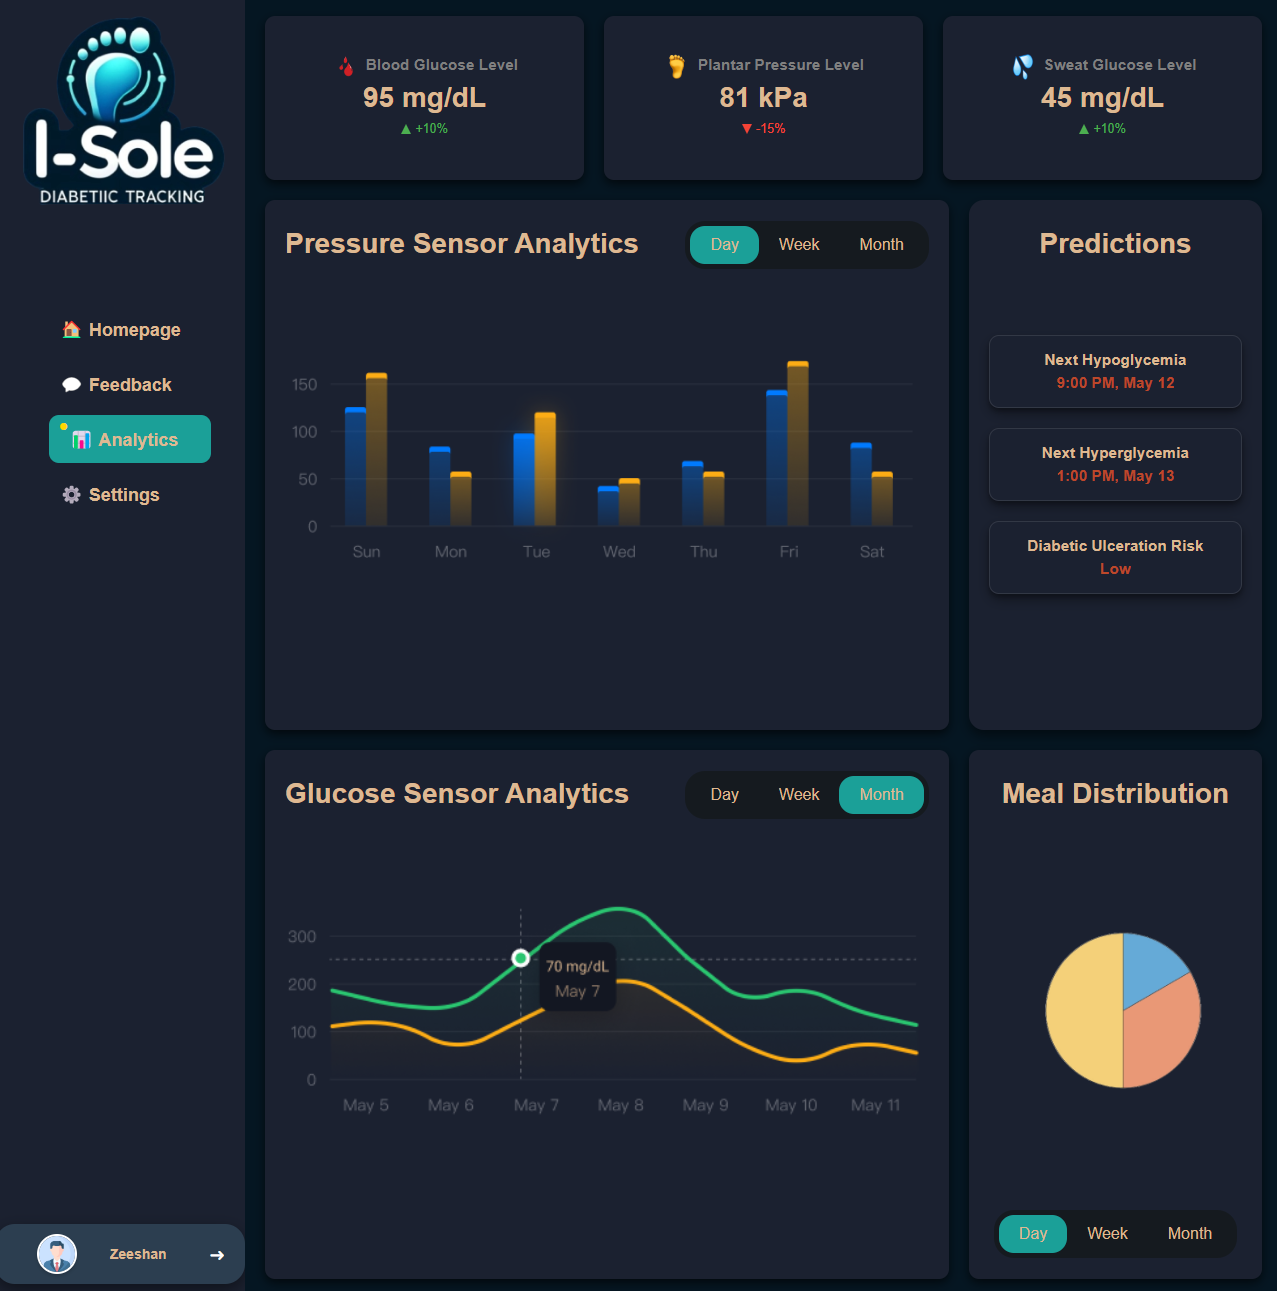 I-Sole
DIABETIIC TRACKING
Homepage
Feedback
Analytics
Settings
Zeeshan
Blood Glucose Level
95 mg/dL
▲ +10%
Plantar Pressure Level
81 kPa
▼ -15%
Sweat Glucose Level
45 mg/dL
▲ +10%
Pressure Sensor Analytics
Day Week Month
150
100
50
0
Sun Mon Tue Wed Thu Fri Sat
Predictions
Next Hypoglycemia
9:00 PM, May 12
Next Hyperglycemia
1:00 PM, May 13
Diabetic Ulceration Risk
Low
Glucose Sensor Analytics
Day Week Month
300
200
100
0
70 mg/dL
May 7
May 5 May 6 May 7 May 8 May 9 May 10 May 11
Meal Distribution
Day Week Month